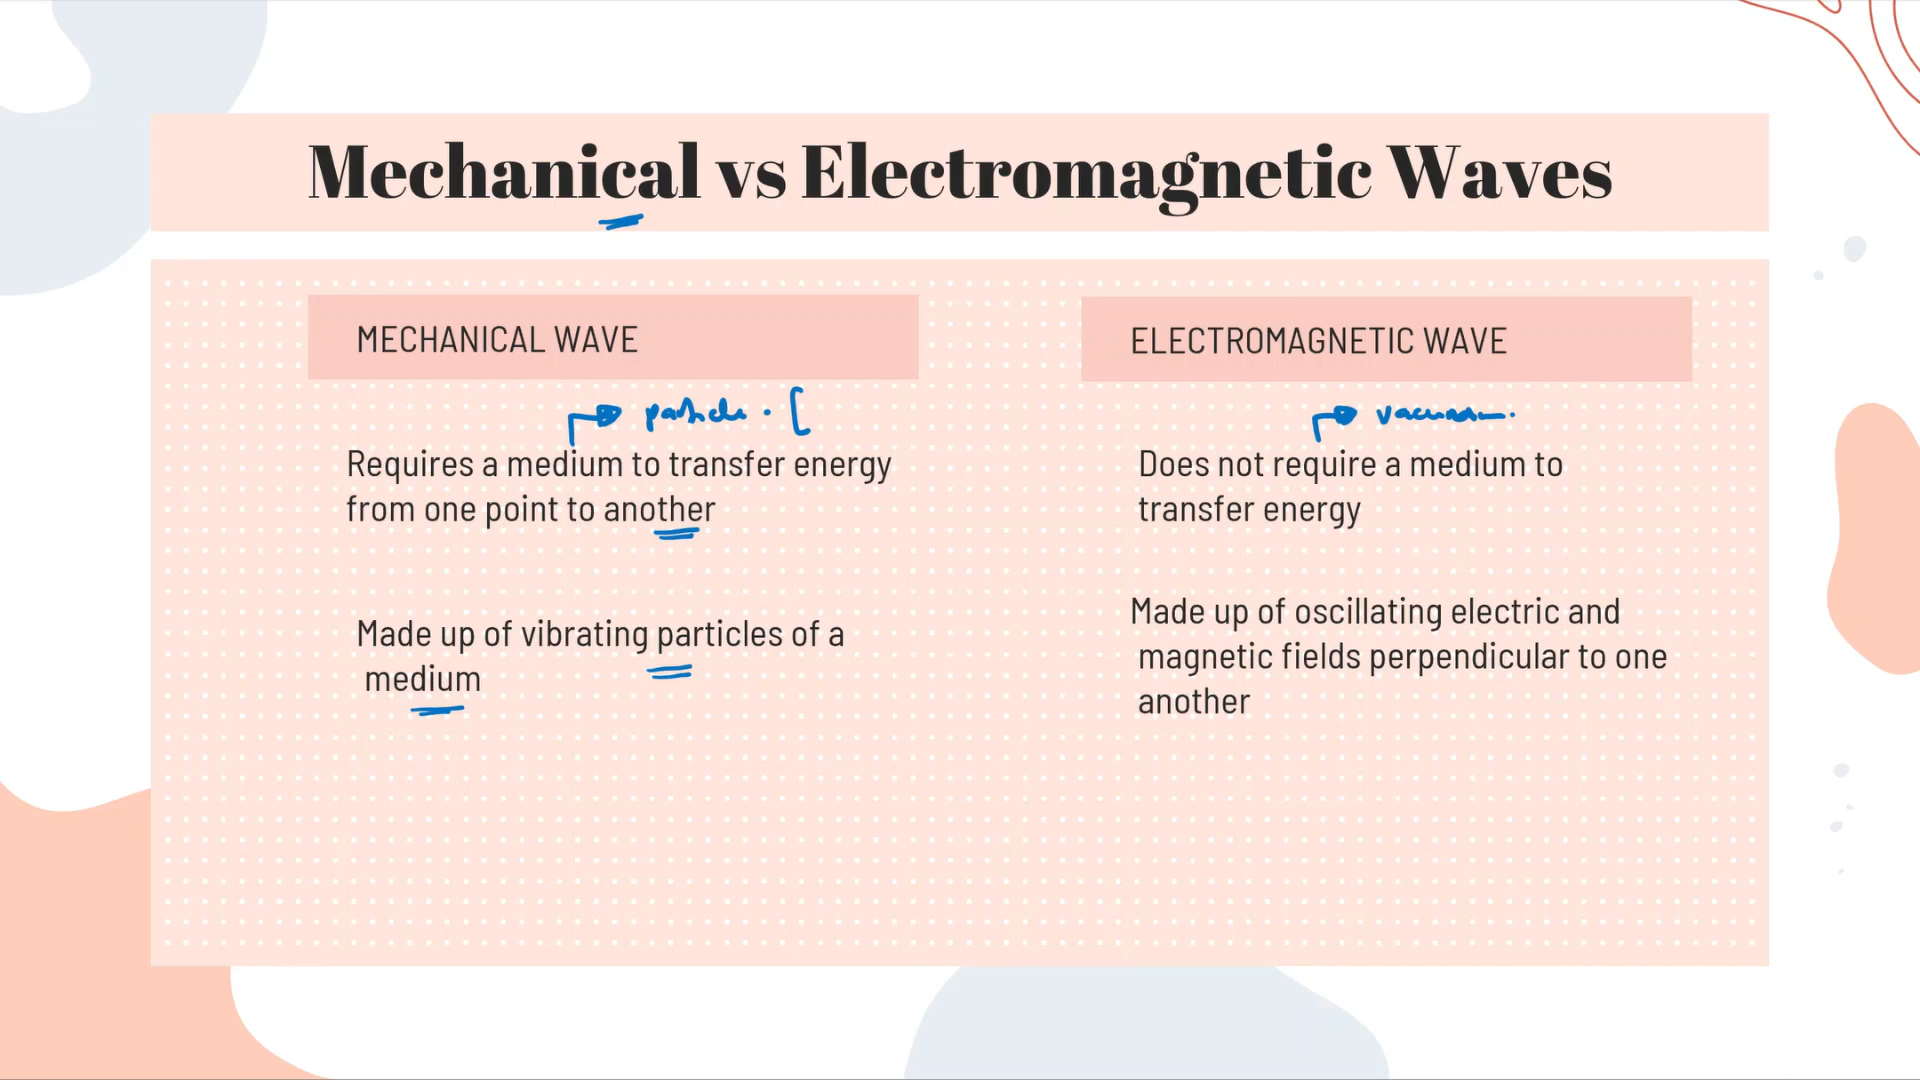 Mechanical vs Electromagnetic Waves
MECHANICAL WAVE
particle . [
Requires a medium to transfer energy
from one point to another
Made up of vibrating particles of a
medium
ELECTROMAGNETIC WAVE
vacuum.
Does not require a medium to
transfer energy
Made up of oscillating electric and
magnetic fields perpendicular to one
another